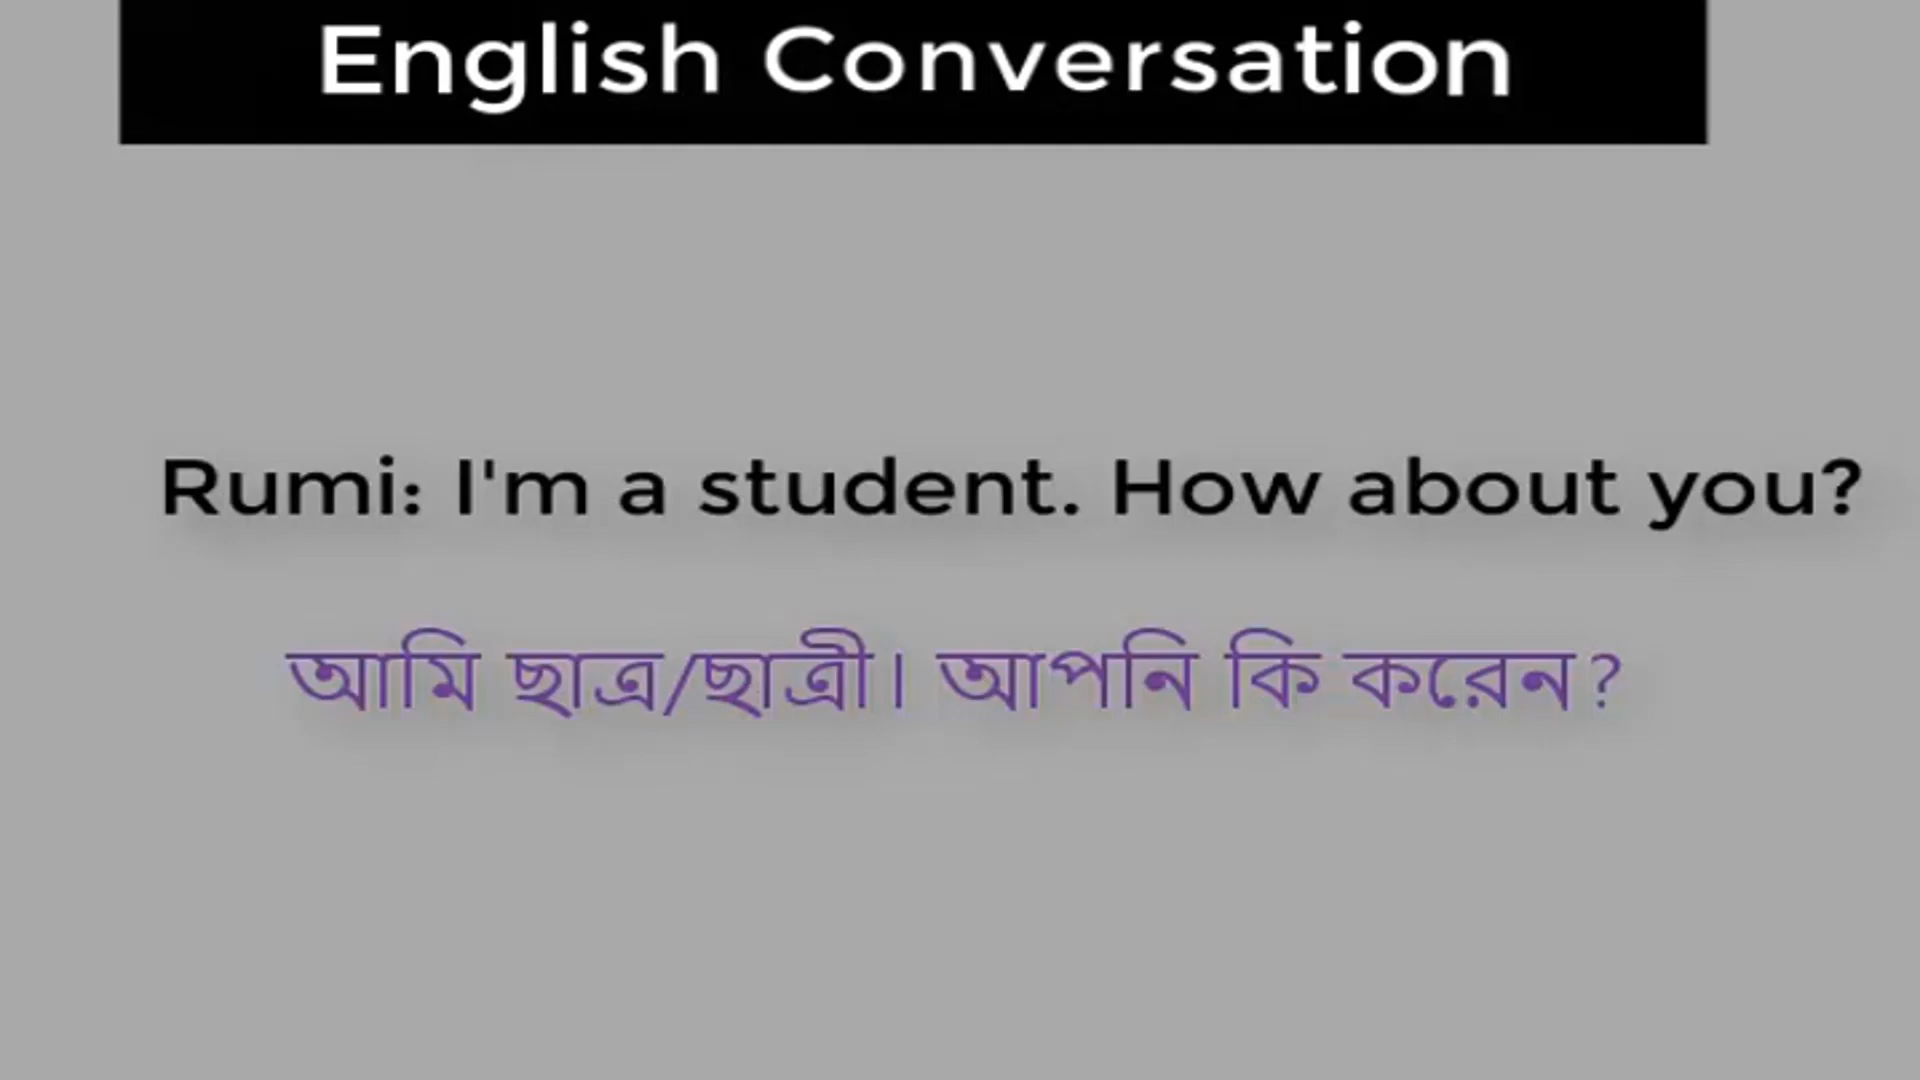 English Conversation
Rumi: I'm a student. How about you?
আমি ছাত্র/ছাত্রী। আপনি কি করেন?